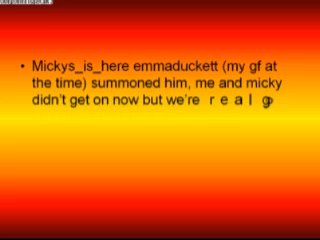 • Mickys_is_here emmaduckett (my gf at
the time) summoned him, me and micky
didn't get on now but we're r e a l